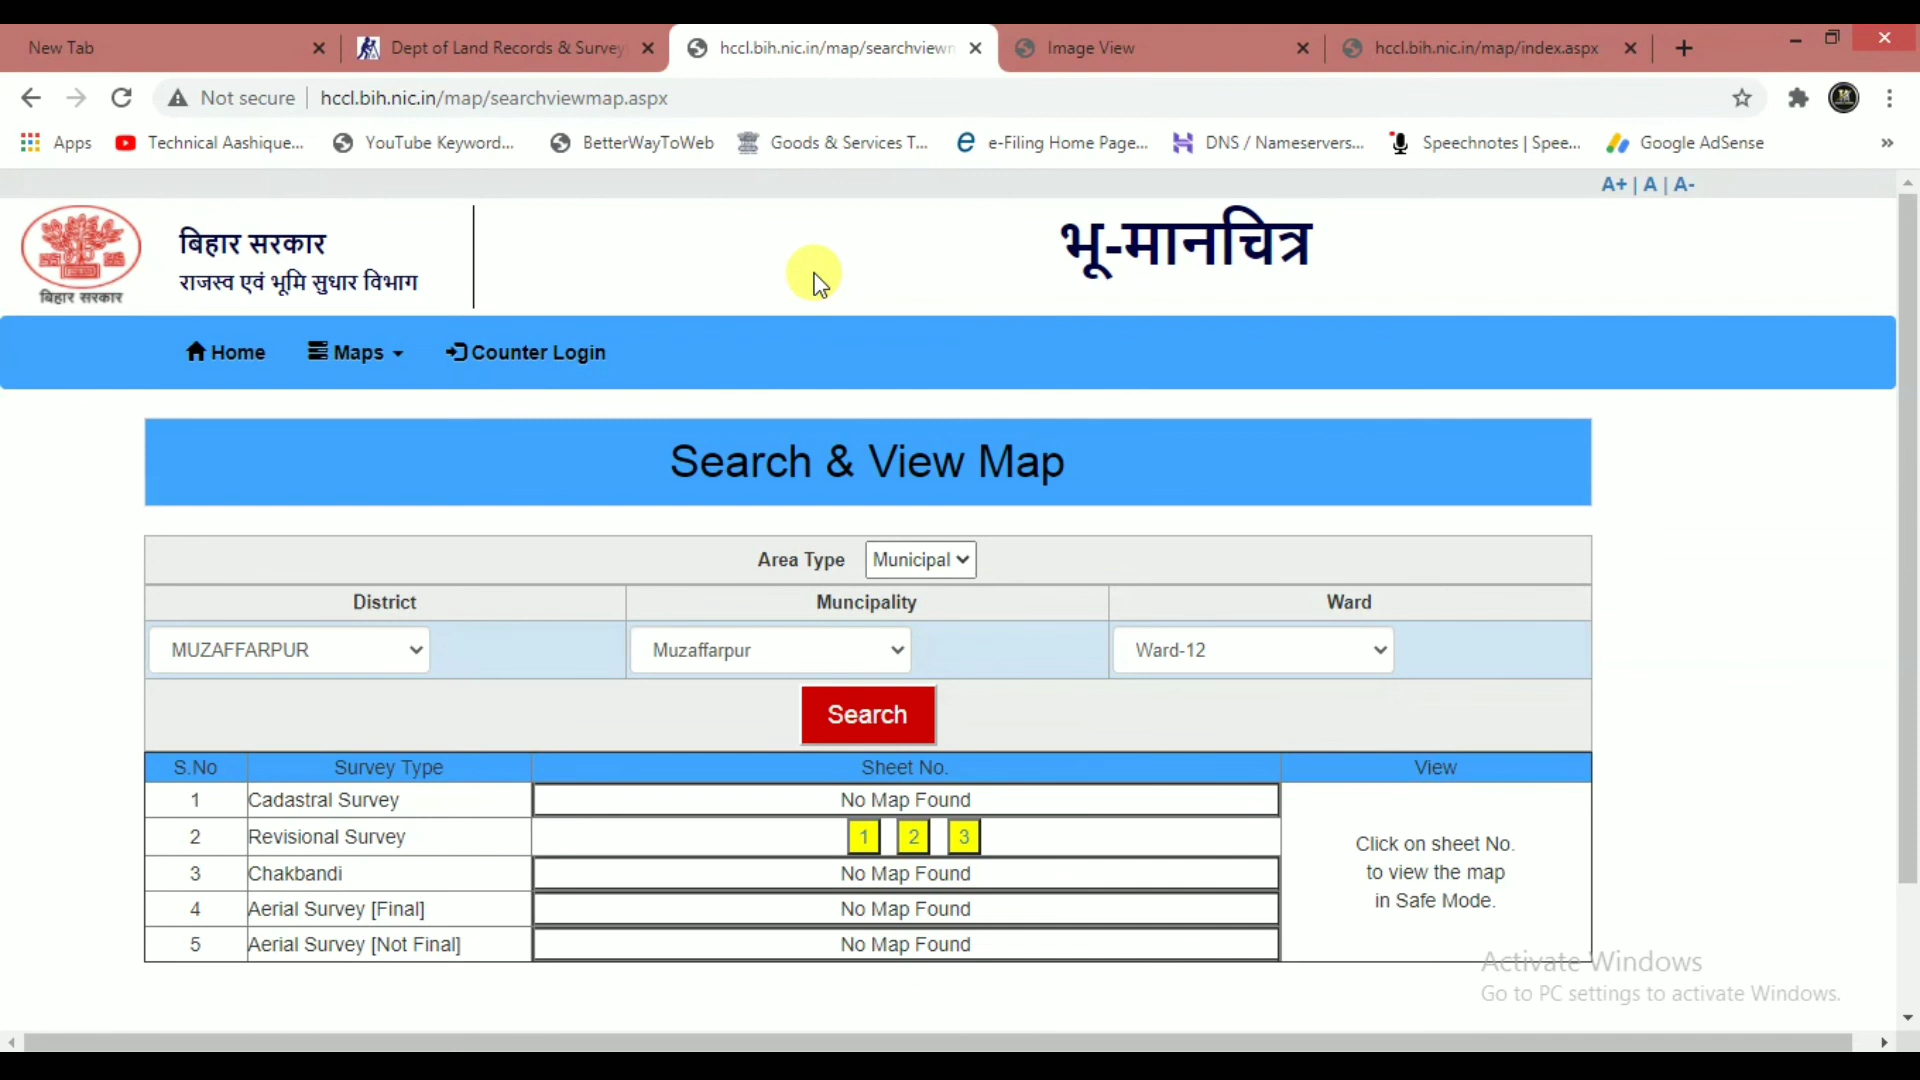 New Tab
Dept of Land Records & Survey
hccl.bih.nic.in/map/searchview
Image View
hccl.bih.nic.in/map/index.aspx
Not secure
hccl.bih.nic.in/map/searchviewmap.aspx
Apps
Technical Aashique...
YouTube Keyword...
BetterWayToWeb
Goods & Services T...
e-Filing Home Page...
DNS / Nameservers...
Speechnotes | Spee...
Google AdSense
A+ | A | A-
बिहार सरकार
राजस्व एवं भूमि सुधार विभाग
बिहार सरकार
भू-मानचित्र
Home
Maps
Counter Login
Search & View Map
Area Type Municipal
District Muncipality Ward
MUZAFFARPUR Muzaffarpur Ward-12
Search
S.No Survey Type Sheet No. View
1 Cadastral Survey No Map Found
2 Revisional Survey 1 2 3
3 Chakbandi No Map Found
4 Aerial Survey [Final] No Map Found
5 Aerial Survey [Not Final] No Map Found
Click on sheet No.
to view the map
in Safe Mode.
Activate Windows
Go to PC settings to activate Windows.